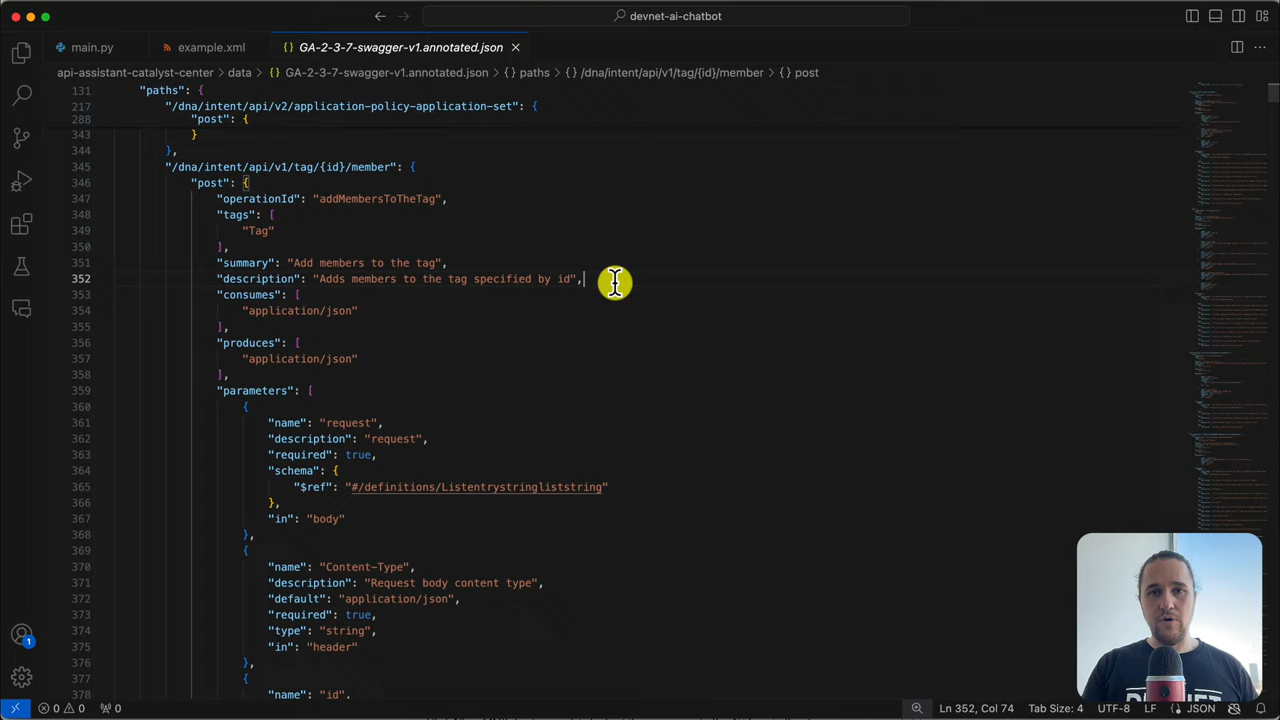 devnet-ai-chatbot
main.py
example.xml
{} GA-2-3-7-swagger-v1.annotated.json
api-assistant-catalyst-center > data > {} GA-2-3-7-swagger-v1.annotated.json > {} paths > {} /dna/intent/api/v1/tag/{id}/member > {} post
131 "paths": {
217 "/dna/intent/api/v2/application-policy-application-set": {
288 "post": {
343 }
344 },
345 "/dna/intent/api/v1/tag/{id}/member": {
346 "post": {
347 "operationId": "addMembersToTheTag",
348 "tags": [
349 "Tag"
350 ],
351 "summary": "Add members to the tag",
352 "description": "Adds members to the tag specified by id",
353 "consumes": [
354 "application/json"
355 ],
356 "produces": [
357 "application/json"
358 ],
359 "parameters": [
360 {
361 "name": "request",
362 "description": "request",
363 "required": true,
364 "schema": {
365 "$ref": "#/definitions/Listentrystringliststring"
366 },
367 "in": "body"
368 },
369 {
370 "name": "Content-Type",
371 "description": "Request body content type",
372 "default": "application/json",
373 "required": true,
374 "type": "string",
375 "in": "header"
376 },
377 {
378 "name": "id",
1
0 0 0 Ln 352, Col 74 Tab Size: 4 UTF-8 LF {} JSON